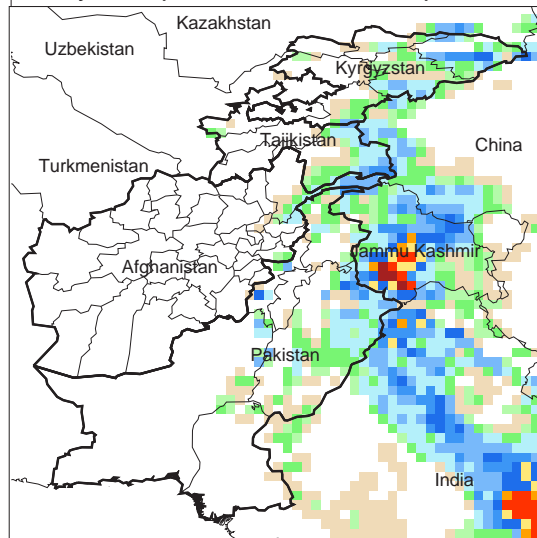 Kazakhstan
Uzbekistan
Kyrgyzstan
Tajikistan
China
Turkmenistan
Jammu Kashmir
Afghanistan
Pakistan
India